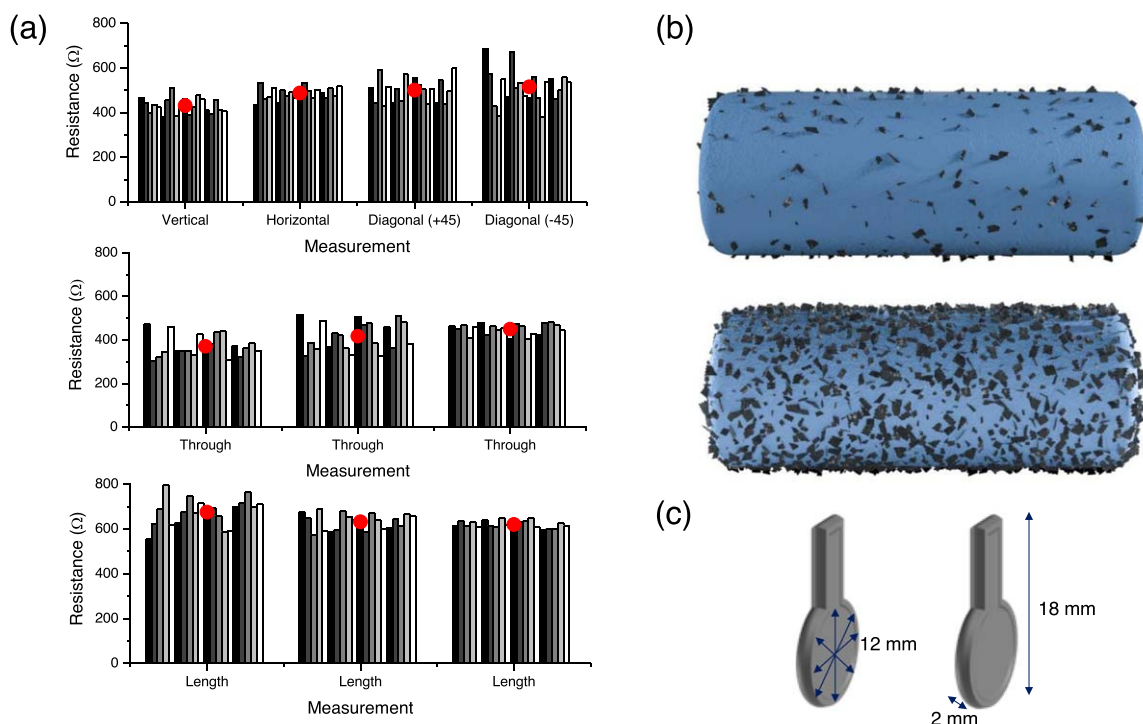 (a)
Resistance (Ω)
800
600
400
200
0
Vertical
Horizontal
Diagonal (+45)
Diagonal (-45)
Measurement
Resistance (Ω)
800
600
400
200
0
Through
Through
Through
Measurement
Resistance (Ω)
800
600
400
200
0
Length
Length
Length
Measurement
(b)
(c)
12 mm
18 mm
2 mm